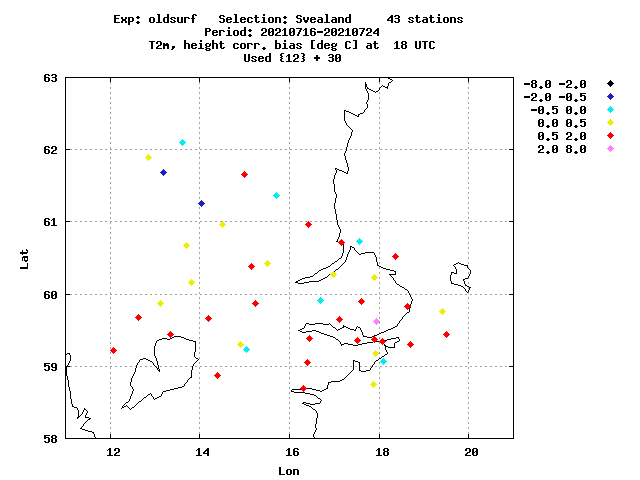 Exp: oldsurf   Selection: Svealand     43 stations
Period: 20210716-20210724
T2m, height corr. bias [deg C] at  18 UTC
Used {12} + 30
-8.0 -2.0
-2.0 -0.5
-0.5 0.0
0.0 0.5
0.5 2.0
2.0 8.0
63
62
61
60
59
58
Lat
12 14 16 18 20
Lon